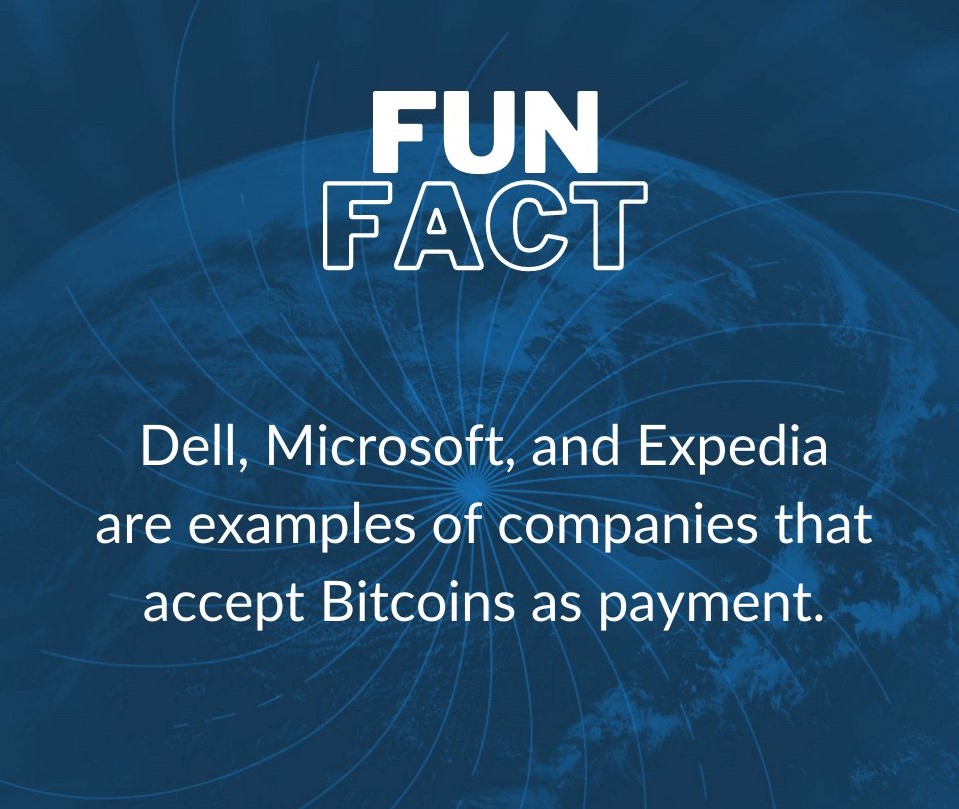 FUN
FACT
Dell, Microsoft, and Expedia
are examples of companies that
accept Bitcoins as payment.